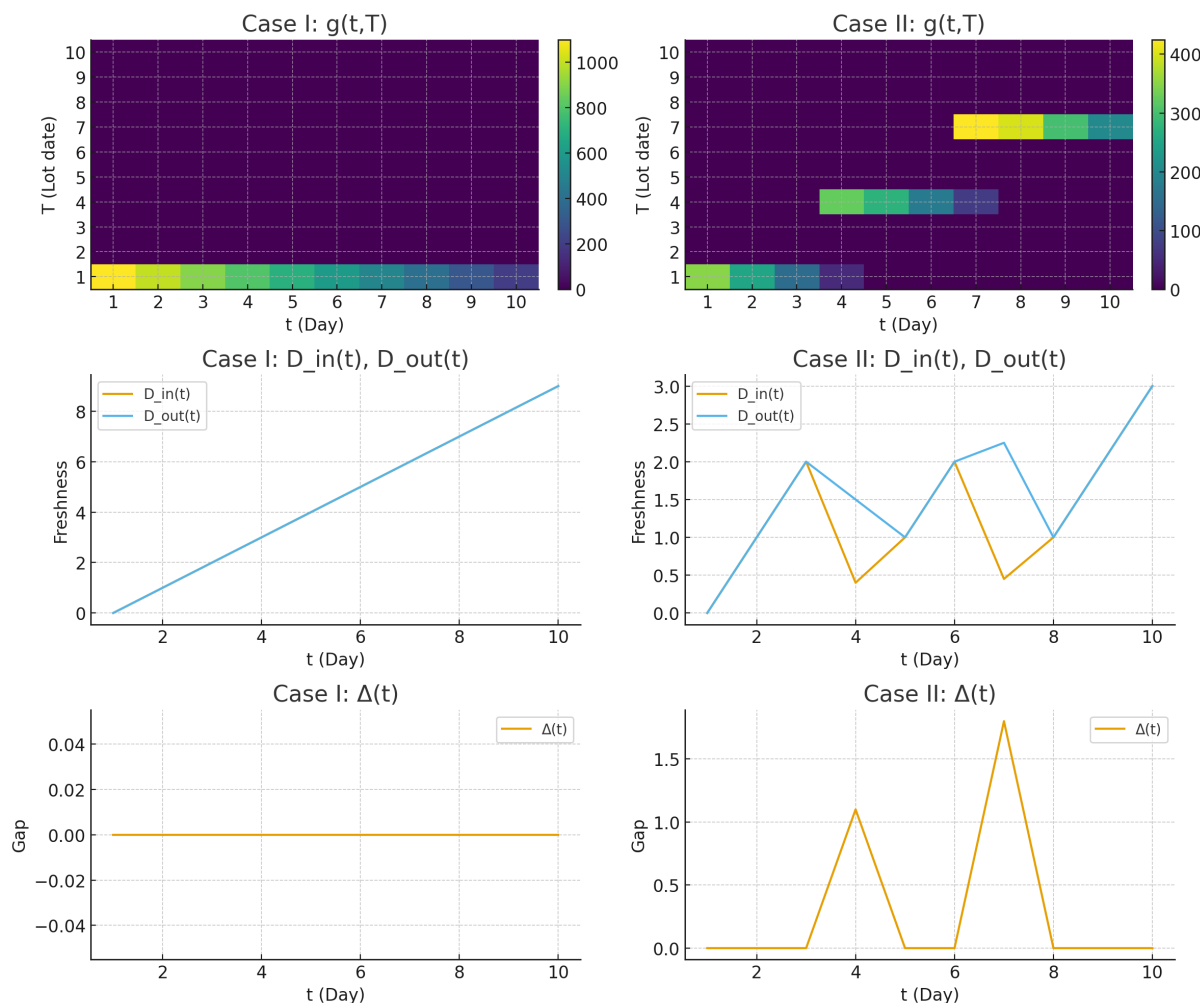 Case I: g(t,T)
10
9
8
7
6
5
4
3
2
1
T (Lot date)
1 2 3 4 5 6 7 8 9 10
t (Day)
1000
800
600
400
200
0
Case II: g(t,T)
10
9
8
7
6
5
4
3
2
1
T (Lot date)
1 2 3 4 5 6 7 8 9 10
t (Day)
400
300
200
100
0
Case I: D_in(t), D_out(t)
D_in(t)
D_out(t)
8
6
4
2
0
Freshness
2 4 6 8 10
t (Day)
Case II: D_in(t), D_out(t)
D_in(t)
D_out(t)
3.0
2.5
2.0
1.5
1.0
0.5
0.0
Freshness
2 4 6 8 10
t (Day)
Case I: Δ(t)
Δ(t)
0.04
0.02
0.00
−0.02
−0.04
Gap
2 4 6 8 10
t (Day)
Case II: Δ(t)
Δ(t)
1.5
1.0
0.5
0.0
Gap
2 4 6 8 10
t (Day)